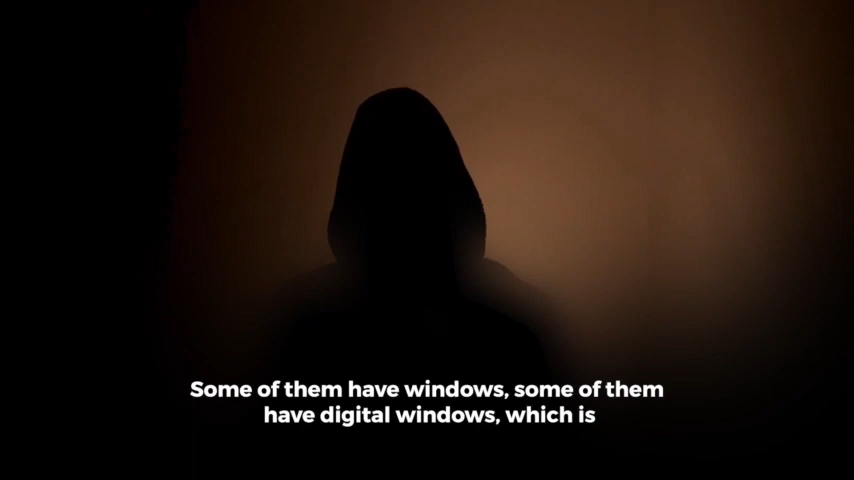 Some of them have windows, some of them
have digital windows, which is